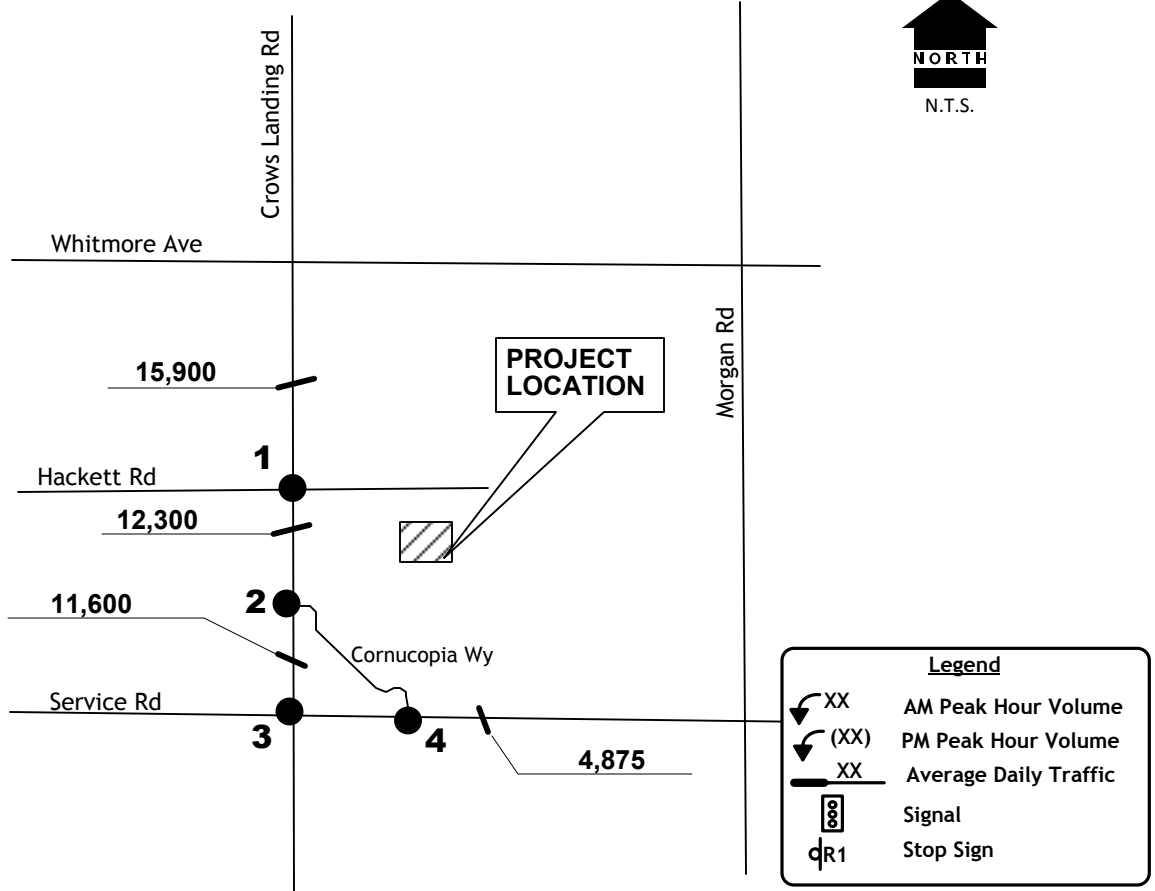 NORTH
N.T.S.
Crows Landing Rd
Whitmore Ave
Morgan Rd
15,900
PROJECT
LOCATION
1
Hackett Rd
12,300
2
11,600
Cornucopia Wy
Service Rd
3
4
4,875
Legend
XX AM Peak Hour Volume
(XX) PM Peak Hour Volume
XX Average Daily Traffic
Signal
R1 Stop Sign